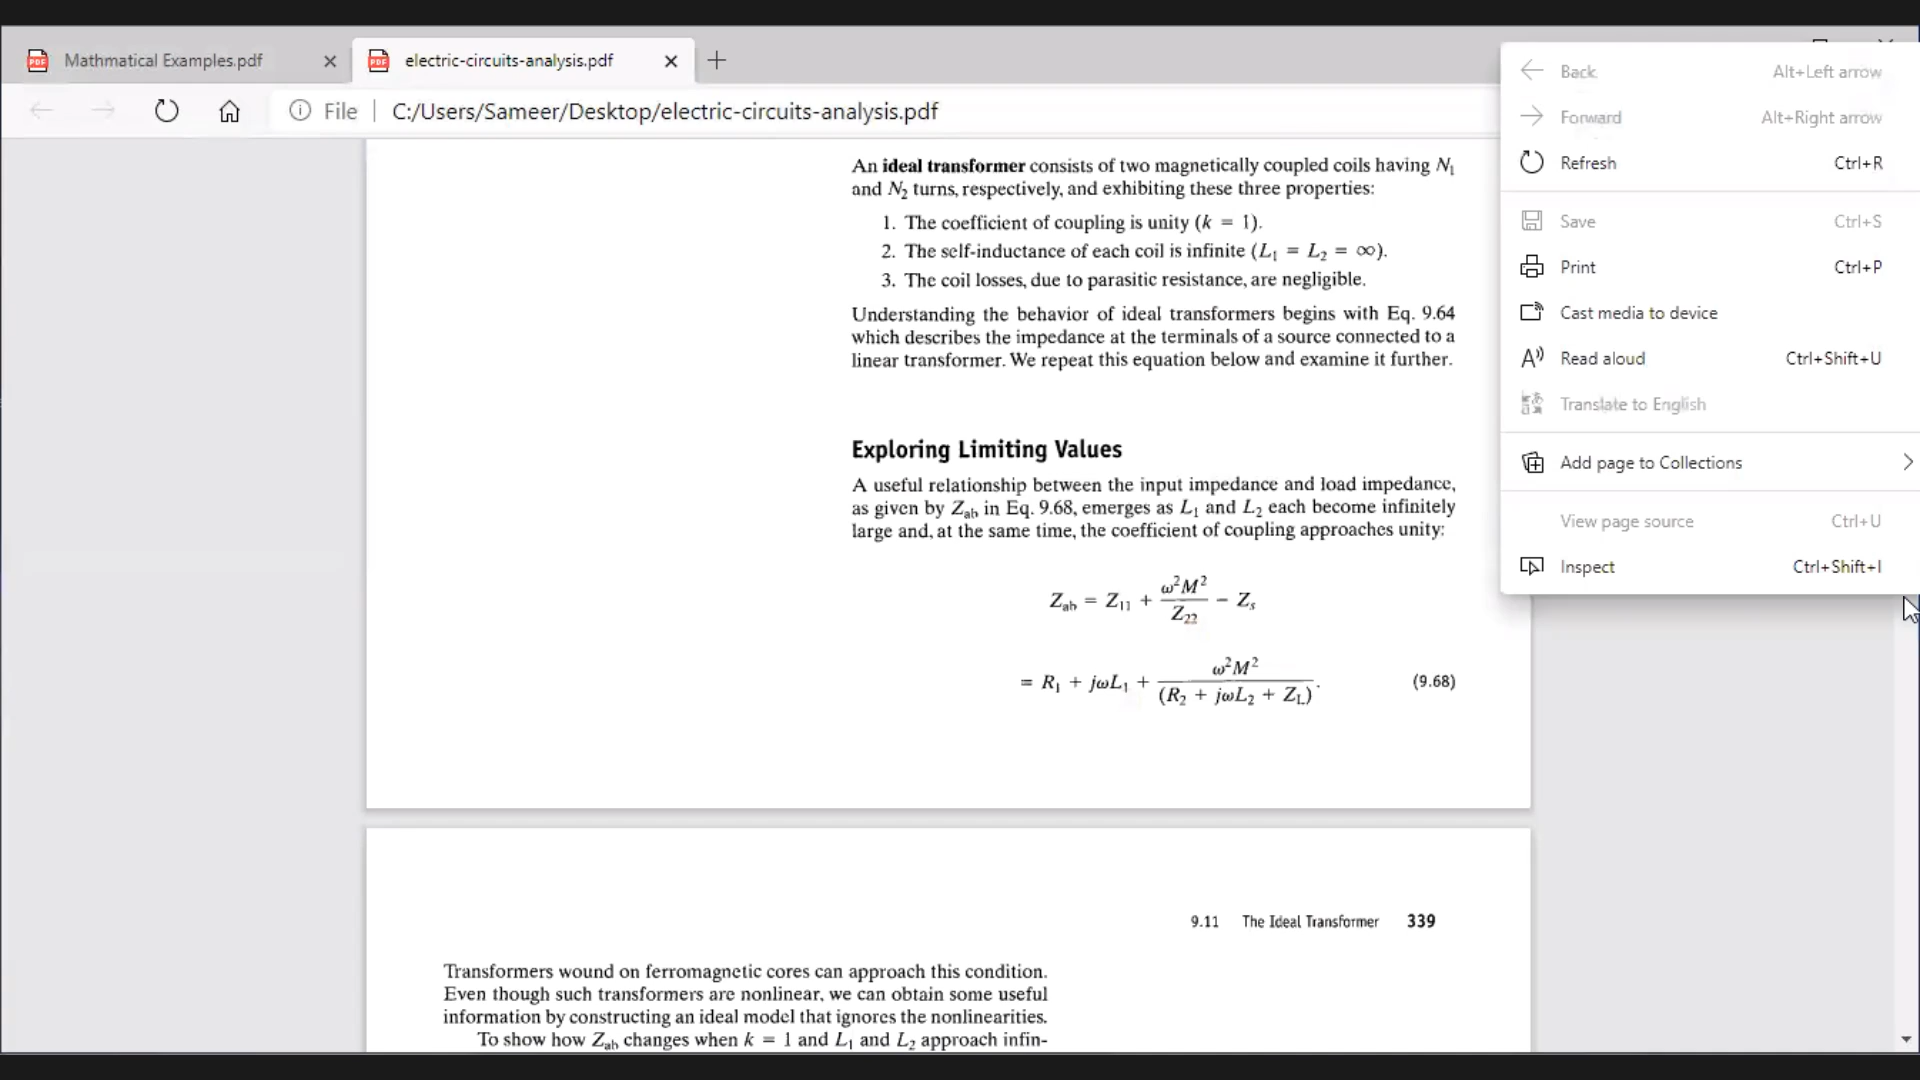 Mathmatical Examples.pdf
electric-circuits-analysis.pdf
File
C:/Users/Sameer/Desktop/electric-circuits-analysis.pdf
An ideal transformer consists of two magnetically coupled coils having N₁
and N₂ turns, respectively, and exhibiting these three properties:
1. The coefficient of coupling is unity (k = 1).
2. The self-inductance of each coil is infinite (L₁ = L₂ = ∞).
3. The coil losses, due to parasitic resistance, are negligible.
Understanding the behavior of ideal transformers begins with Eq. 9.64
which describes the impedance at the terminals of a source connected to a
linear transformer. We repeat this equation below and examine it further.
Exploring Limiting Values
A useful relationship between the input impedance and load impedance,
as given by Z_ab in Eq. 9.68, emerges as L₁ and L₂ each become infinitely
large and, at the same time, the coefficient of coupling approaches unity:
Z_ab = Z₁₁ + ω²M²/Z₂₂ − Z_s
= R₁ + jωL₁ + ω²M²/(R₂ + jωL₂ + Z_L). (9.68)
9.11 The Ideal Transformer 339
Transformers wound on ferromagnetic cores can approach this condition.
Even though such transformers are nonlinear, we can obtain some useful
information by constructing an ideal model that ignores the nonlinearities.
To show how Z_ab changes when k = 1 and L₁ and L₂ approach infin-
Back Alt+Left arrow
Forward Alt+Right arrow
Refresh Ctrl+R
Save Ctrl+S
Print Ctrl+P
Cast media to device
Read aloud Ctrl+Shift+U
Translate to English
Add page to Collections
View page source Ctrl+U
Inspect Ctrl+Shift+I